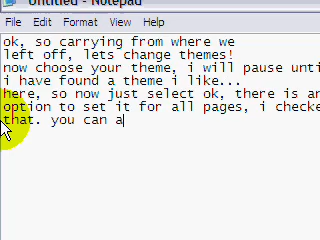 Untitled - Notepad
File Edit Format View Help
ok, so carrying from where we
left off, lets change themes!
now choose your theme, i will pause unti
i have found a theme i like...
here, so now just select ok, there is an
option to set it for all pages, i checke
that. you can a